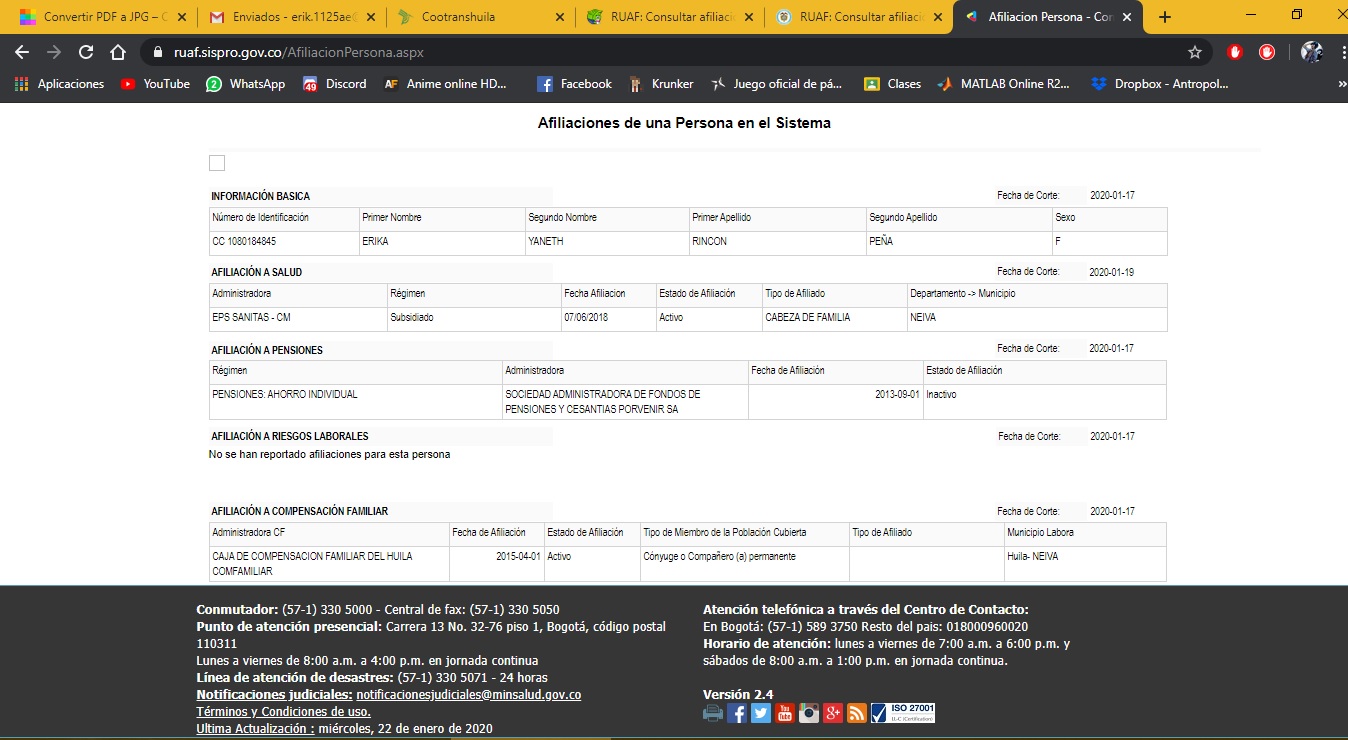 Convertir PDF a JPG – C
Enviados - erik.1125ae@
Cootranshuila
RUAF: Consultar afiliaci
RUAF: Consultar afiliaci
Afiliacion Persona - Con
ruaf.sispro.gov.co/AfiliacionPersona.aspx
Aplicaciones YouTube WhatsApp 49 Discord AF Anime online HD... Facebook Krunker Juego oficial de pá... Clases MATLAB Online R2... Dropbox - Antropol... »
Afiliaciones de una Persona en el Sistema
INFORMACIÓN BASICA Fecha de Corte: 2020-01-17
Número de Identificación Primer Nombre Segundo Nombre Primer Apellido Segundo Apellido Sexo
CC 1080184845 ERIKA YANETH RINCON PEÑA F
AFILIACIÓN A SALUD Fecha de Corte: 2020-01-19
Administradora Régimen Fecha Afiliacion Estado de Afiliación Tipo de Afiliado Departamento -> Municipio
EPS SANITAS - CM Subsidiado 07/06/2018 Activo CABEZA DE FAMILIA NEIVA
AFILIACIÓN A PENSIONES Fecha de Corte: 2020-01-17
Régimen Administradora Fecha de Afiliación Estado de Afiliación
PENSIONES: AHORRO INDIVIDUAL SOCIEDAD ADMINISTRADORA DE FONDOS DE 2013-09-01 Inactivo
PENSIONES Y CESANTIAS PORVENIR SA
AFILIACIÓN A RIESGOS LABORALES Fecha de Corte: 2020-01-17
No se han reportado afiliaciones para esta persona
AFILIACIÓN A COMPENSACIÓN FAMILIAR Fecha de Corte: 2020-01-17
Administradora CF Fecha de Afiliación Estado de Afiliación Tipo de Miembro de la Población Cubierta Tipo de Afiliado Municipio Labora
CAJA DE COMPENSACION FAMILIAR DEL HUILA 2015-04-01 Activo Cónyuge o Compañero (a) permanente Huila- NEIVA
COMFAMILIAR
Conmutador: (57-1) 330 5000 - Central de fax: (57-1) 330 5050
Punto de atención presencial: Carrera 13 No. 32-76 piso 1, Bogotá, código postal
110311
Lunes a viernes de 8:00 a.m. a 4:00 p.m. en jornada continua
Línea de atención de desastres: (57-1) 330 5071 - 24 horas
Notificaciones judiciales: notificacionesjudiciales@minsalud.gov.co
Términos y Condiciones de uso.
Ultima Actualización : miércoles, 22 de enero de 2020
Atención telefónica a través del Centro de Contacto:
En Bogotá: (57-1) 589 3750 Resto del pais: 018000960020
Horario de atención: lunes a viernes de 7:00 a.m. a 6:00 p.m. y
sábados de 8:00 a.m. a 1:00 p.m. en jornada continua.
Versión 2.4
You Tube g+ ISO 27001